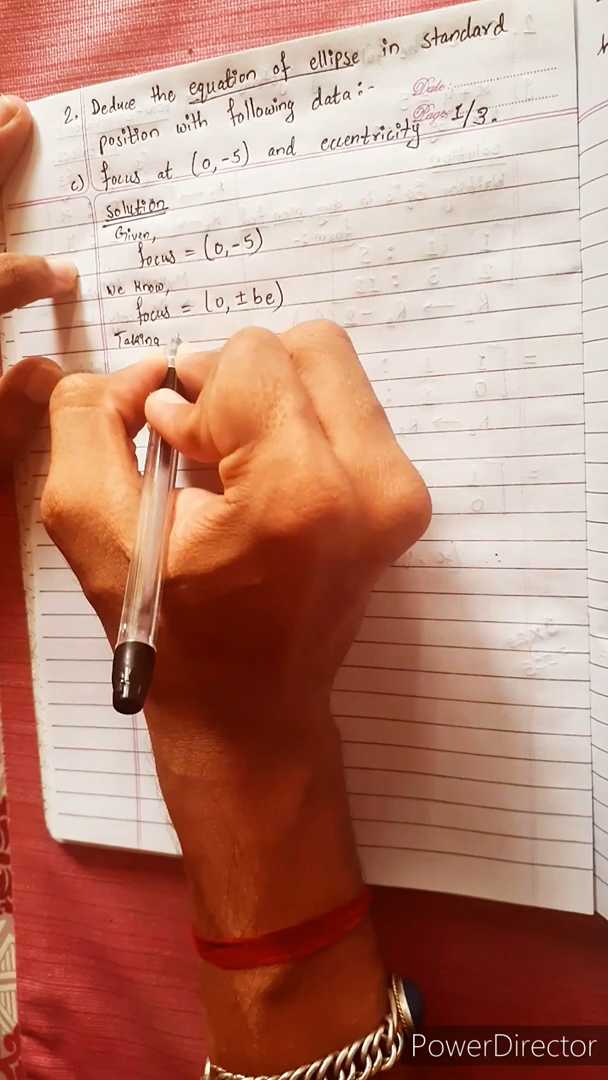 2. Deduce the equation of ellipse in standard
position with following data:-
Date:
Page:
c) focus at (0,-5) and eccentricity 1/3.
Solution
Given,
focus = (0,-5)
We know,
focus = (0, ±be)
Taking
PowerDirector